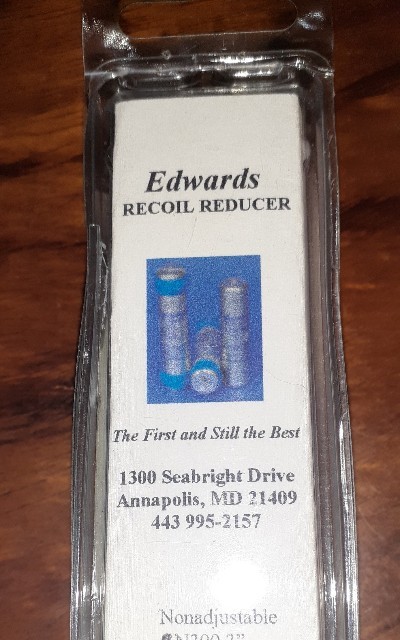 Edwards
RECOIL REDUCER
The First and Still the Best
1300 Seabright Drive
Annapolis, MD 21409
443 995-2157
Nonadjustable